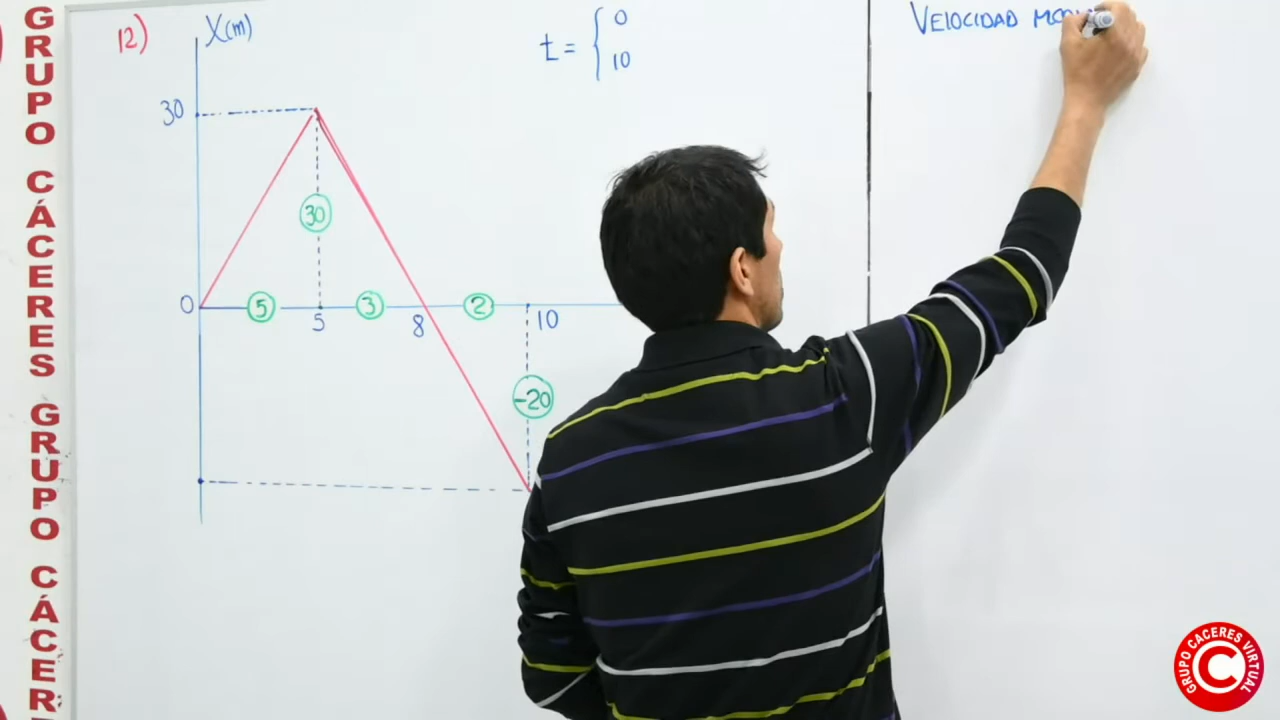 GRUPO CÁCERES GRUPO CÁCER
12)
X(m)
t = { 0
10
VELOCIDAD
30
30
0
5
3
2
5
8
10
-20
GRUPO CACERES VIRTUAL
C